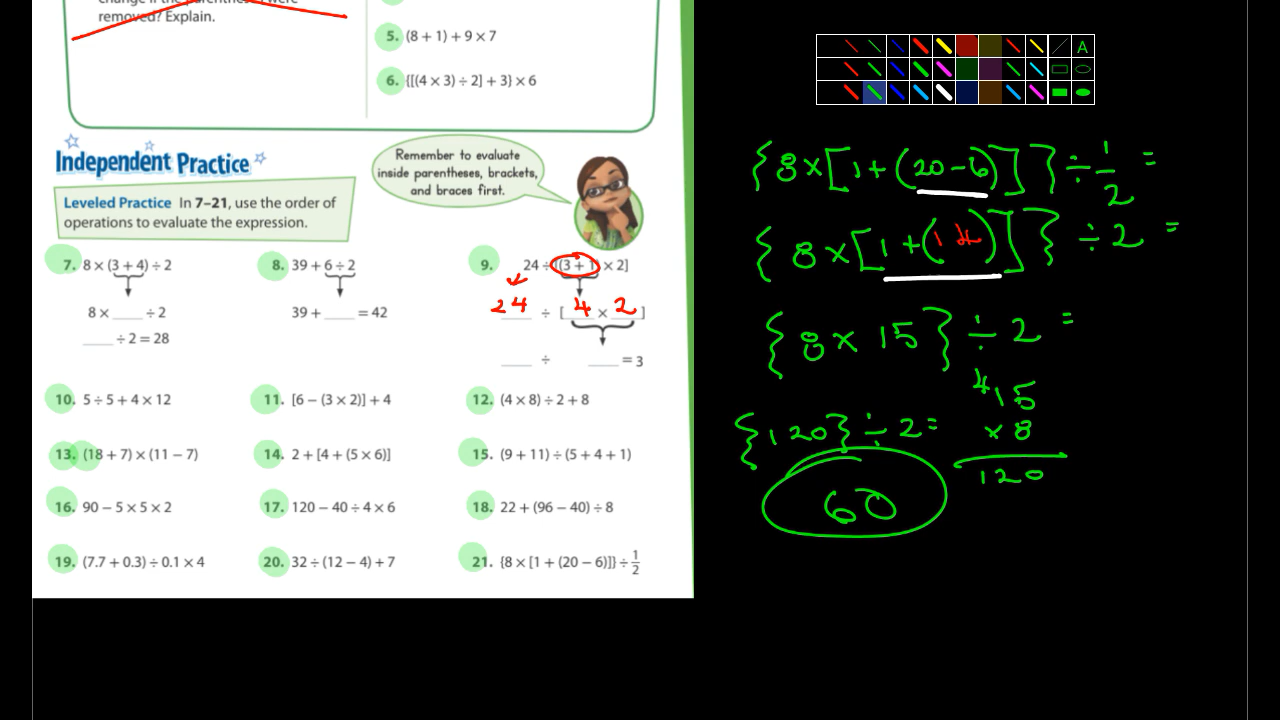 removed? Explain.
5. (8 + 1) + 9 × 7
6. {[(4 × 3) ÷ 2] + 3} × 6
Independent Practice
Remember to evaluate
inside parentheses, brackets,
and braces first.
Leveled Practice In 7–21, use the order of
operations to evaluate the expression.
7. 8 × (3 + 4) ÷ 2
8 × ____ ÷ 2
____ ÷ 2 = 28
8. 39 + 6 ÷ 2
39 + ____ = 42
9. 24 ÷ [(3 + 1) × 2]
24 ÷ [ 4 × 2 ]
____ ÷ ____ = 3
10. 5 ÷ 5 + 4 × 12
11. [6 − (3 × 2)] + 4
12. (4 × 8) ÷ 2 + 8
13. (18 + 7) × (11 − 7)
14. 2 + [4 + (5 × 6)]
15. (9 + 11) ÷ (5 + 4 + 1)
16. 90 − 5 × 5 × 2
17. 120 − 40 ÷ 4 × 6
18. 22 + (96 − 40) ÷ 8
19. (7.7 + 0.3) ÷ 0.1 × 4
20. 32 ÷ (12 − 4) + 7
21. {8 × [1 + (20 − 6)]} ÷ 1/2
A
{8 × [1 + (20 − 6)]} ÷ 1/2 =
{8 × [1 + (14)]} ÷ 2 =
{8 × 15} ÷ 2 =
{120} ÷ 2 =
60
4
15
× 8
120